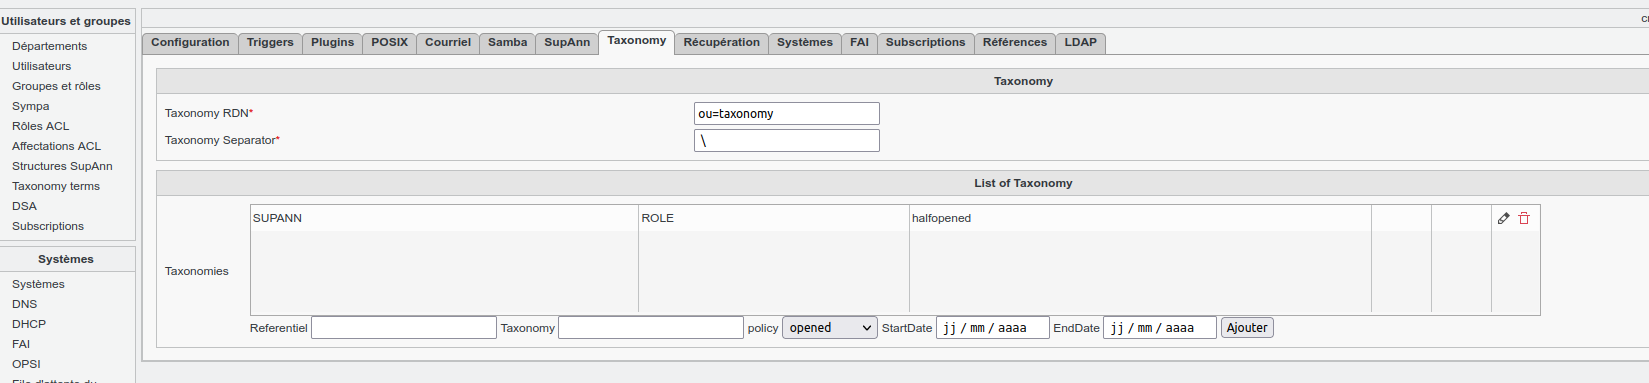 Utilisateurs et groupes
Départements
Utilisateurs
Groupes et rôles
Sympa
Rôles ACL
Affectations ACL
Structures SupAnn
Taxonomy terms
DSA
Subscriptions
Systèmes
Systèmes
DNS
DHCP
FAI
OPSI
File d'attente du
Configuration Triggers Plugins POSIX Courriel Samba SupAnn Taxonomy Récupération Systèmes FAI Subscriptions Références LDAP
Taxonomy
Taxonomy RDN* ou=taxonomy
Taxonomy Separator* \
List of Taxonomy
SUPANN ROLE halfopened
Taxonomies
Referentiel Taxonomy policy opened StartDate jj / mm / aaaa EndDate jj / mm / aaaa Ajouter